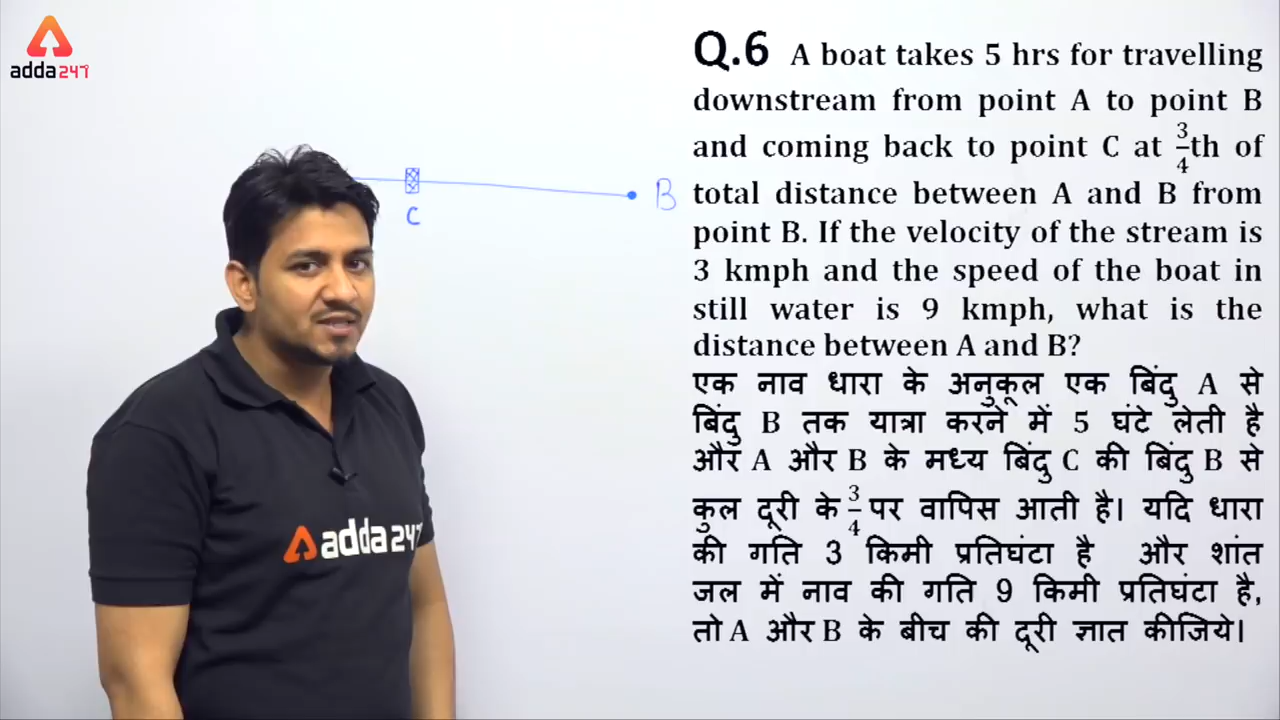 adda247
Q.6 A boat takes 5 hrs for travelling
downstream from point A to point B
and coming back to point C at 3/4th of
total distance between A and B from
point B. If the velocity of the stream is
3 kmph and the speed of the boat in
still water is 9 kmph, what is the
distance between A and B?
एक नाव धारा के अनुकूल एक बिंदु A से
बिंदु B तक यात्रा करने में 5 घंटे लेती है
और A और B के मध्य बिंदु C की बिंदु B से
कुल दूरी के 3/4 पर वापिस आती है। यदि धारा
की गति 3 किमी प्रतिघंटा है और शांत
जल में नाव की गति 9 किमी प्रतिघंटा है,
तो A और B के बीच की दूरी ज्ञात कीजिये।
B
C
adda247